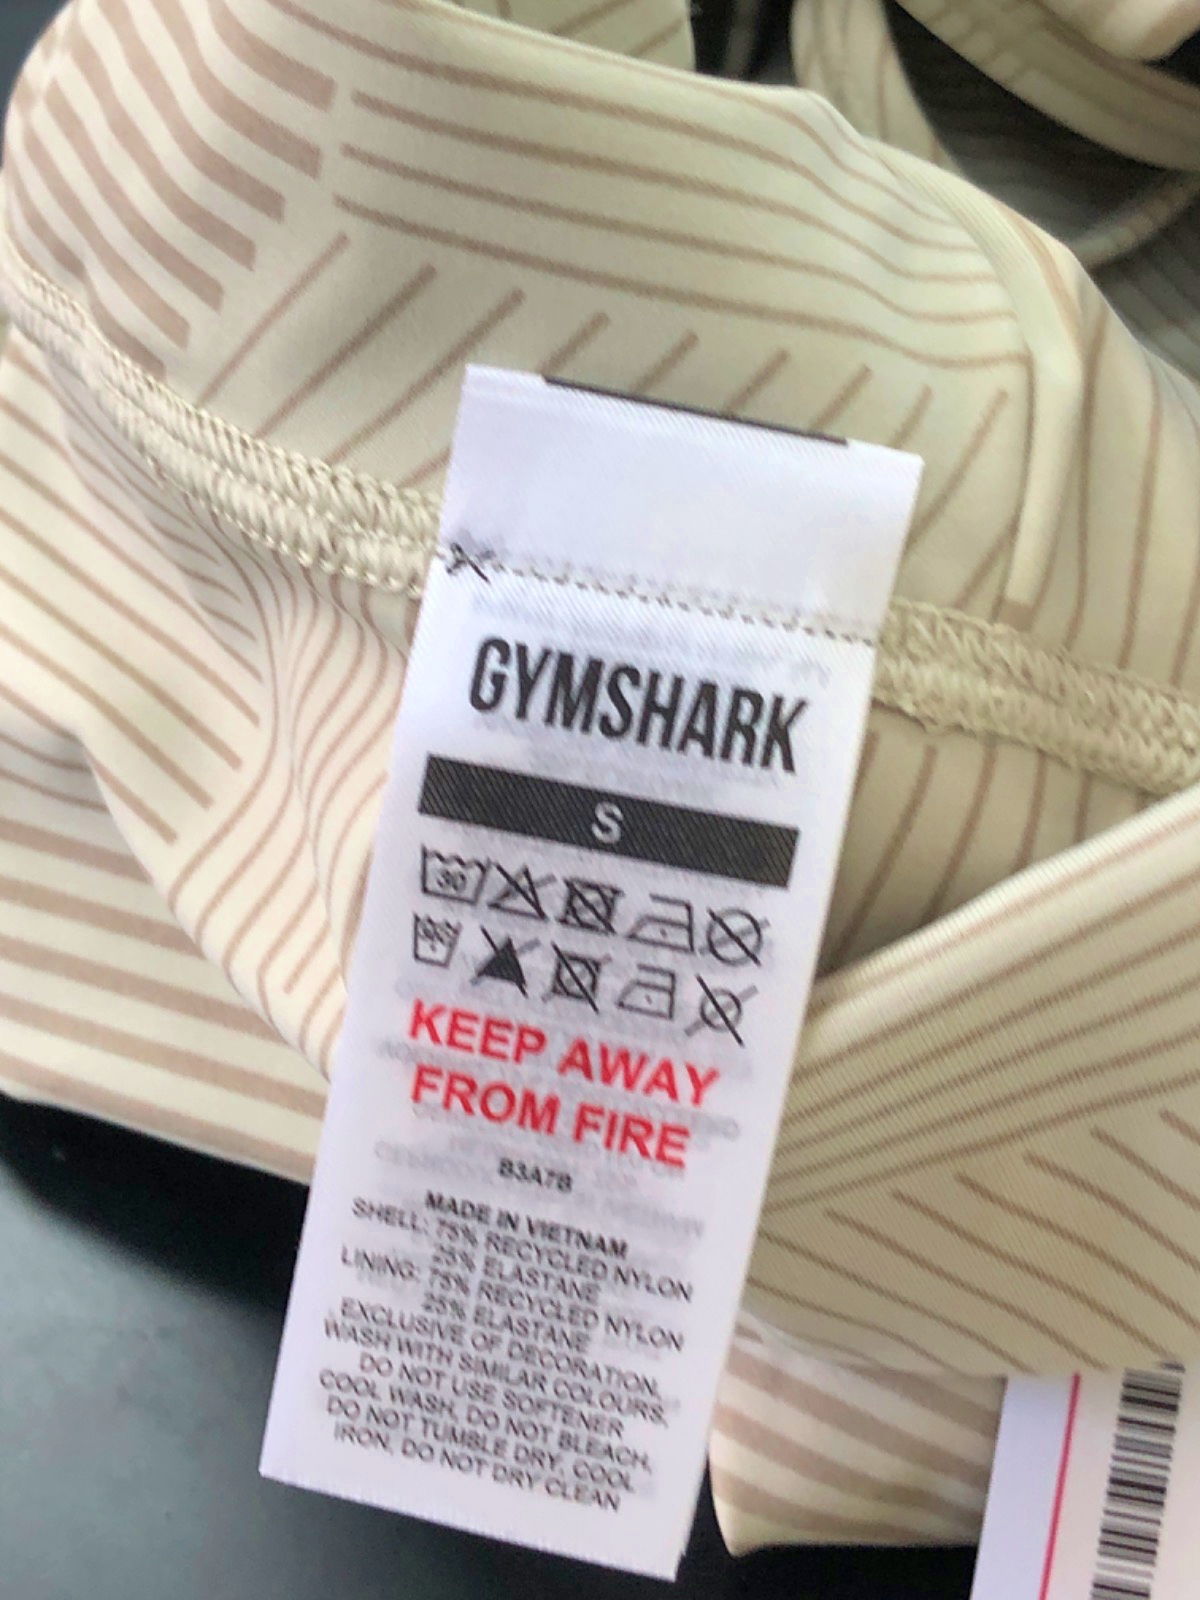 GYMSHARK
S
30
KEEP AWAY
FROM FIRE
B3A7B
MADE IN VIETNAM
SHELL: 75% RECYCLED NYLON
25% ELASTANE
LINING: 75% RECYCLED NYLON
25% ELASTANE
EXCLUSIVE OF DECORATION.
WASH WITH SIMILAR COLOURS,
DO NOT USE SOFTENER
COOL WASH, DO NOT BLEACH,
DO NOT TUMBLE DRY, COOL
IRON, DO NOT DRY CLEAN